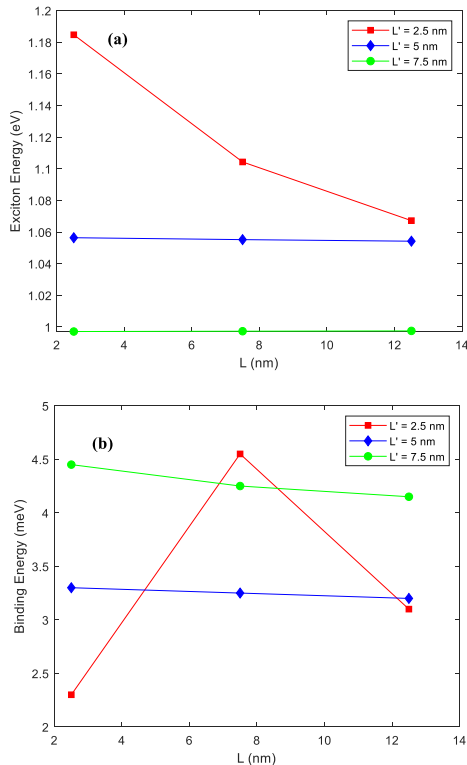 1.2
1.18
1.16
1.14
1.12
1.1
1.08
1.06
1.04
1.02
1
Exciton Energy (eV)
(a)
L' = 2.5 nm
L' = 5 nm
L' = 7.5 nm
2 4 6 8 10 12 14
L (nm)
5
4.5
4
3.5
3
2.5
2
Binding Energy (meV)
(b)
L' = 2.5 nm
L' = 5 nm
L' = 7.5 nm
2 4 6 8 10 12 14
L (nm)